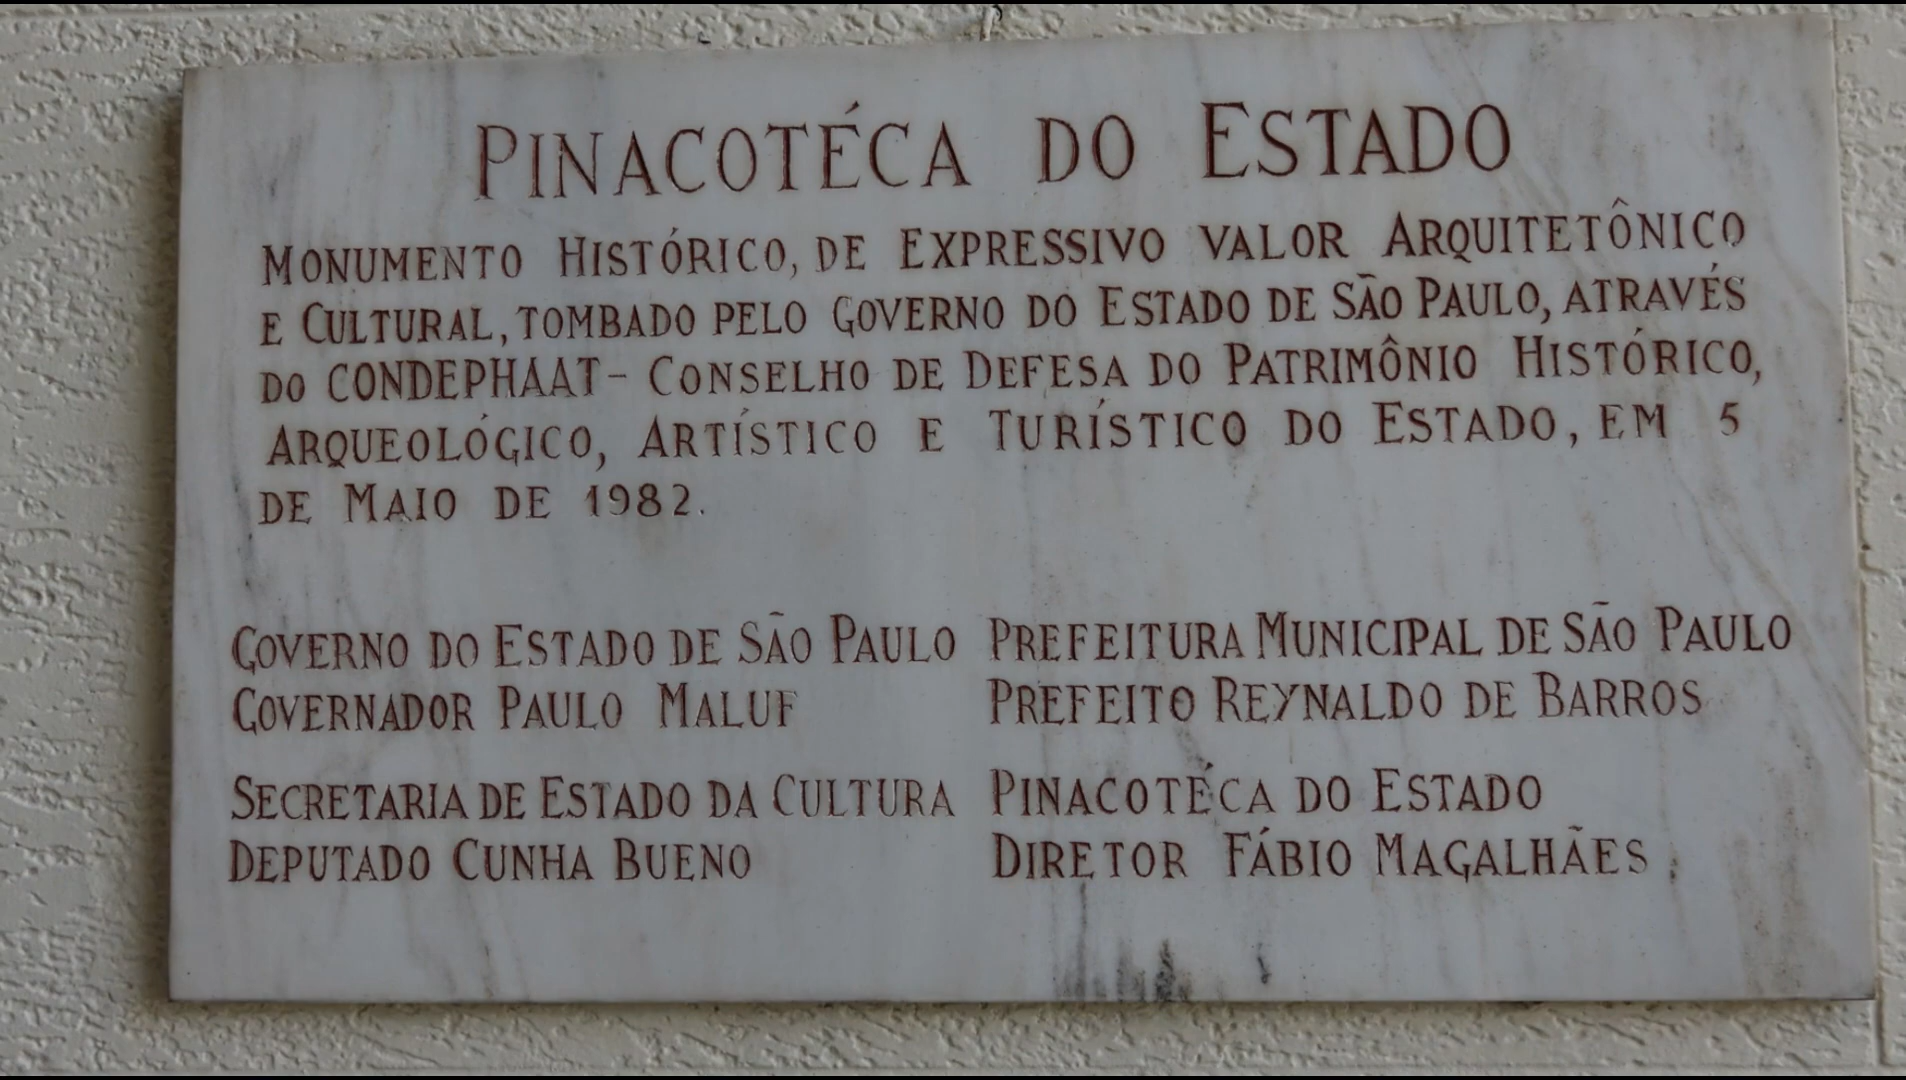 PINACOTÉCA DO ESTADO
MONUMENTO HISTÓRICO, DE EXPRESSIVO VALOR ARQUITETÔNICO
E CULTURAL, TOMBADO PELO GOVERNO DO ESTADO DE SÃO PAULO, ATRAVÉS
DO CONDEPHAAT - CONSELHO DE DEFESA DO PATRIMÔNIO HISTÓRICO,
ARQUEOLÓGICO, ARTÍSTICO E TURÍSTICO DO ESTADO, EM 5
DE MAIO DE 1982.
GOVERNO DO ESTADO DE SÃO PAULO
GOVERNADOR PAULO MALUF
PREFEITURA MUNICIPAL DE SÃO PAULO
PREFEITO REYNALDO DE BARROS
SECRETARIA DE ESTADO DA CULTURA
DEPUTADO CUNHA BUENO
PINACOTÉCA DO ESTADO
DIRETOR FÁBIO MAGALHÃES